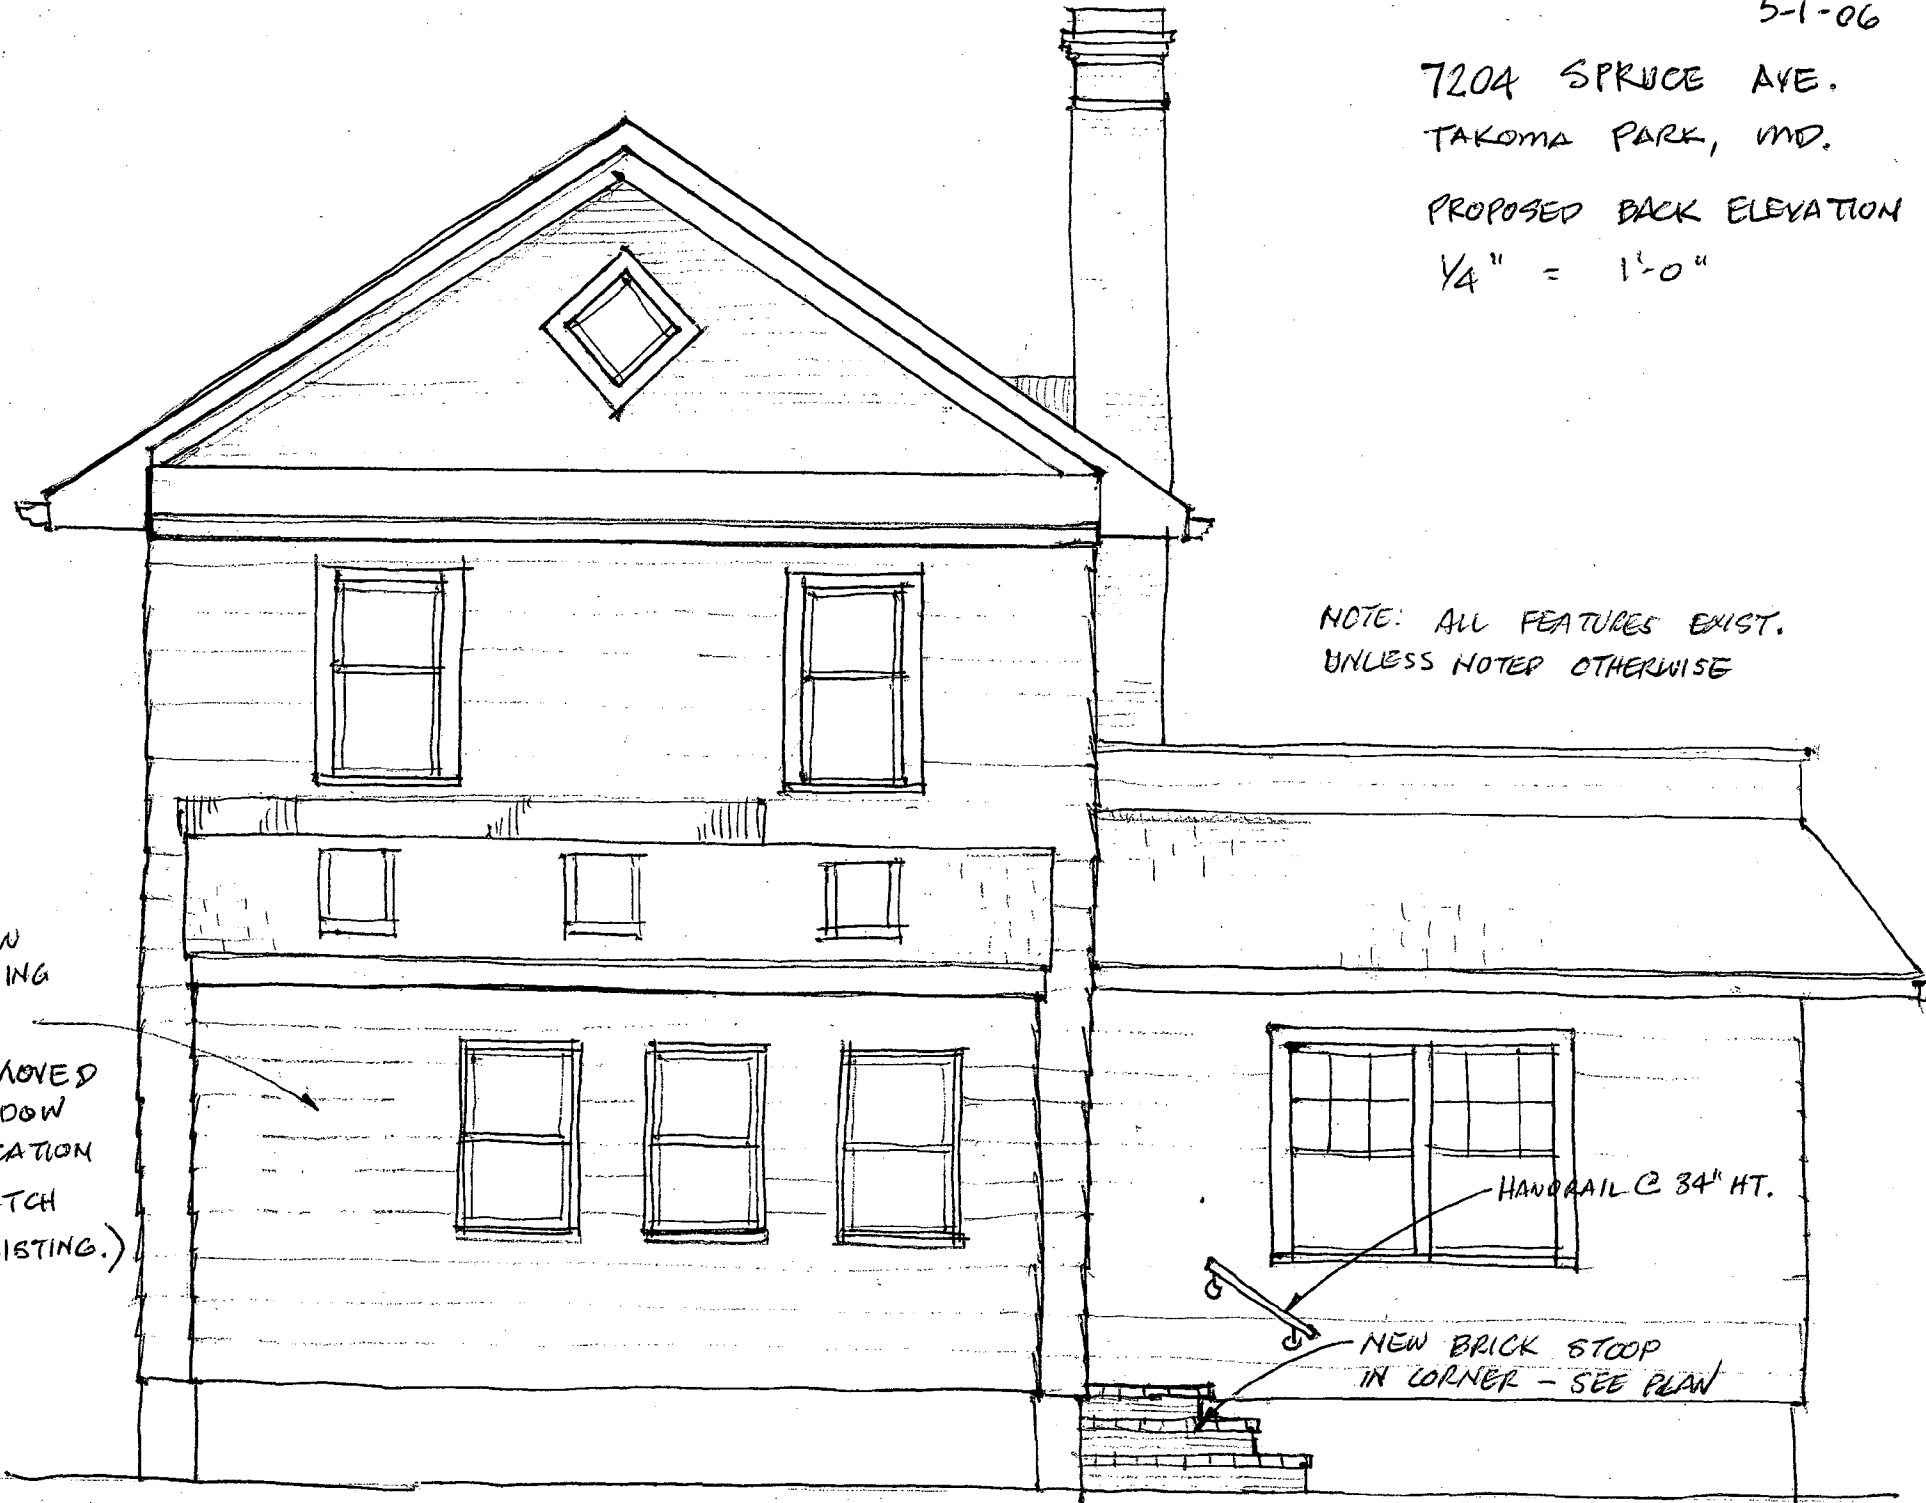 5-1-06
7204 SPRUCE AVE.
TAKOMA PARK, MD.
PROPOSED BACK ELEVATION
1/4" = 1'-0"
NOTE: ALL FEATURES EXIST.
UNLESS NOTED OTHERWISE
ING
MOVED
DOW
CATION
TCH
ISTING.)
HANDRAIL @ 34" HT.
NEW BRICK STOOP
IN CORNER - SEE PLAN